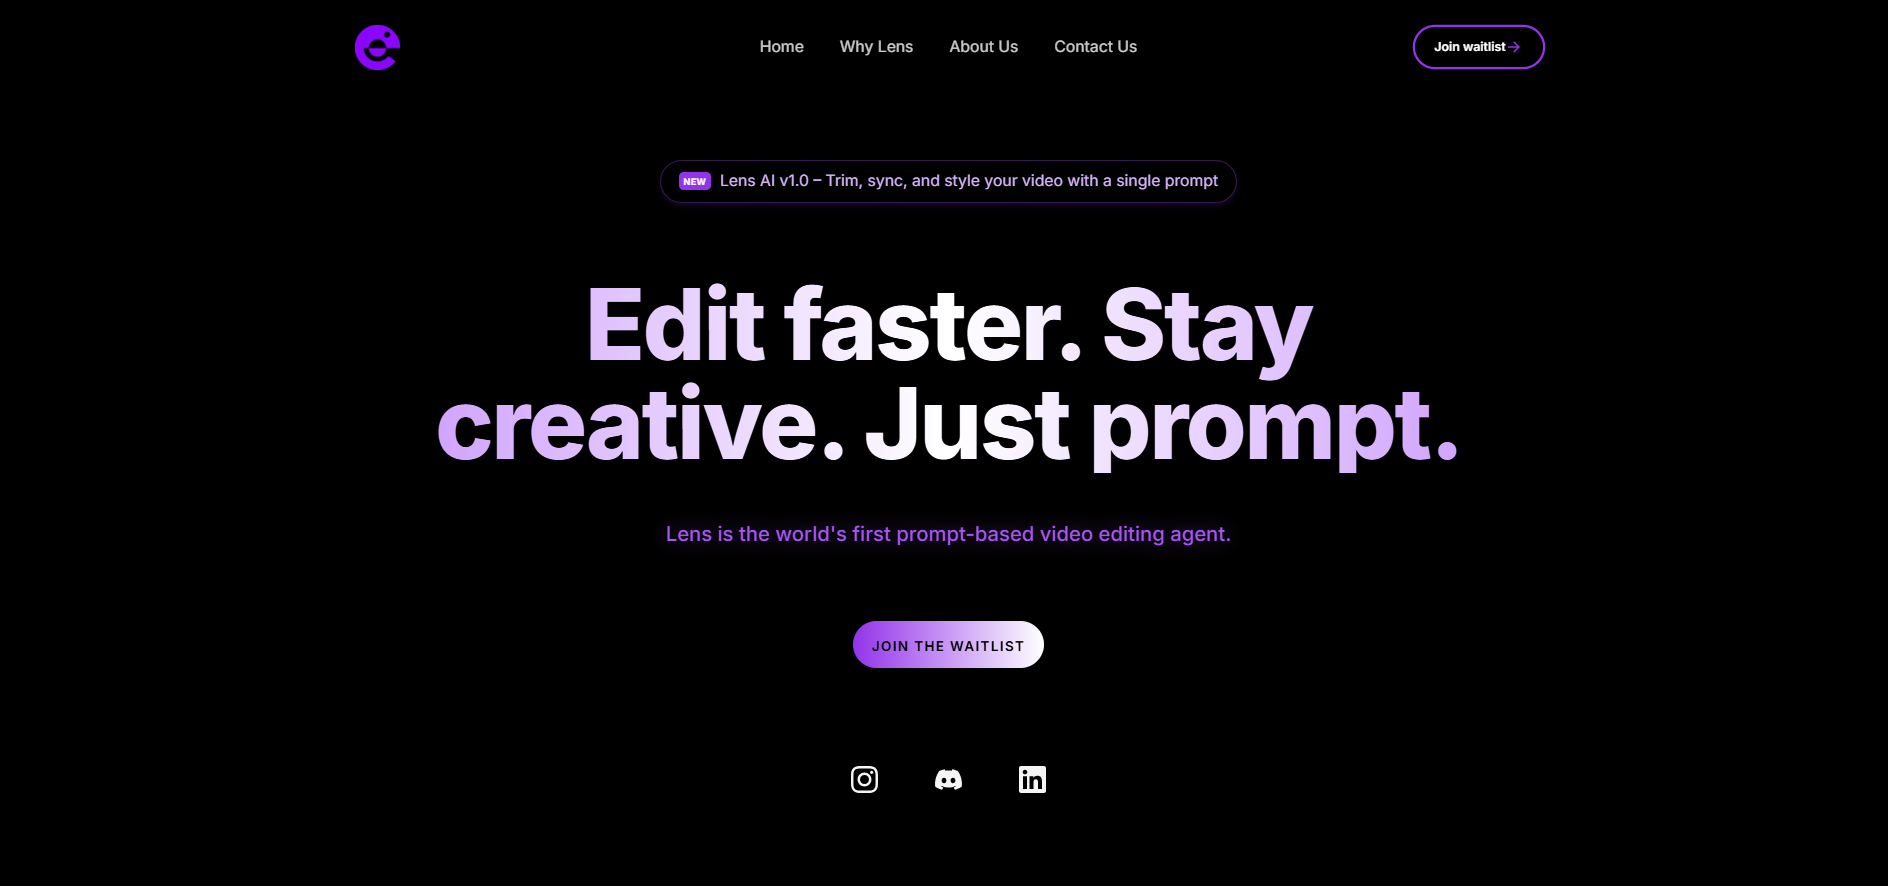 Home
Why Lens
About Us
Contact Us
Join waitlist
NEW Lens AI v1.0 – Trim, sync, and style your video with a single prompt
Edit faster. Stay
creative. Just prompt.
Lens is the world's first prompt-based video editing agent.
JOIN THE WAITLIST